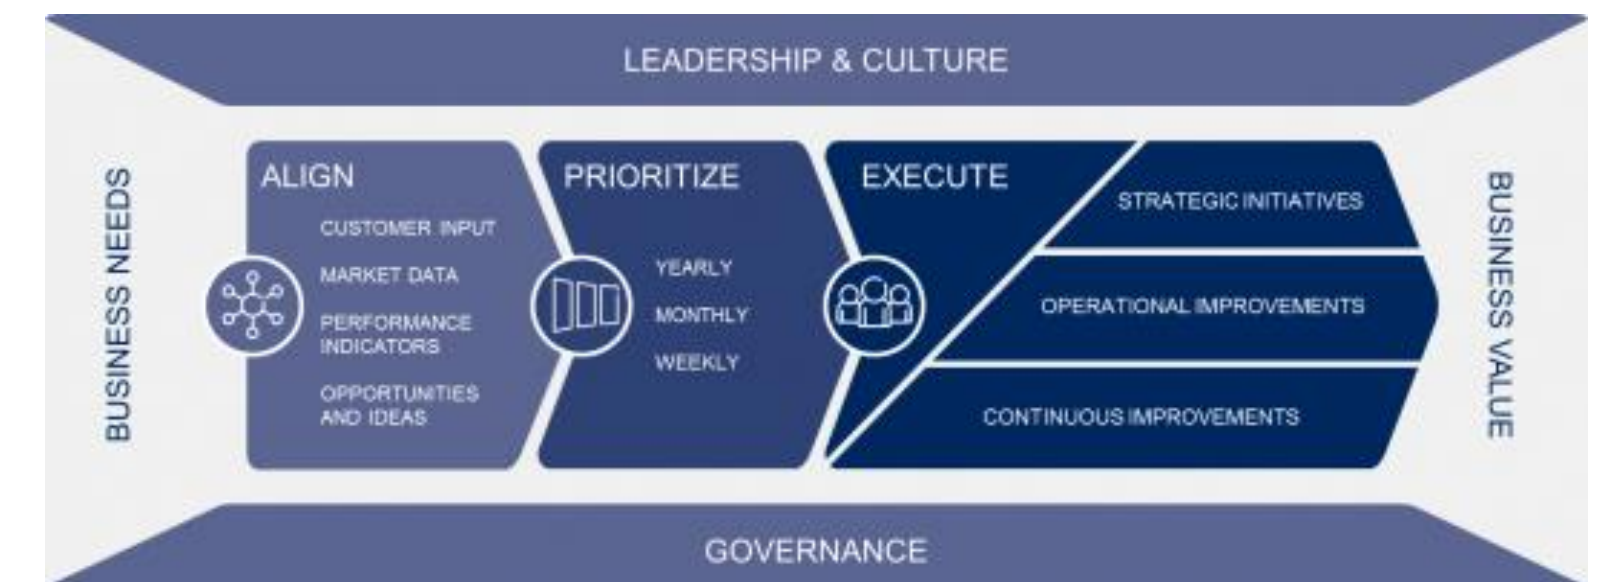 LEADERSHIP & CULTURE
BUSINESS NEEDS
ALIGN
CUSTOMER INPUT
MARKET DATA
PERFORMANCE
INDICATORS
OPPORTUNITIES
AND IDEAS
PRIORITIZE
YEARLY
MONTHLY
WEEKLY
EXECUTE
STRATEGIC INITIATIVES
OPERATIONAL IMPROVEMENTS
CONTINUOUS IMPROVEMENTS
BUSINESS VALUE
GOVERNANCE